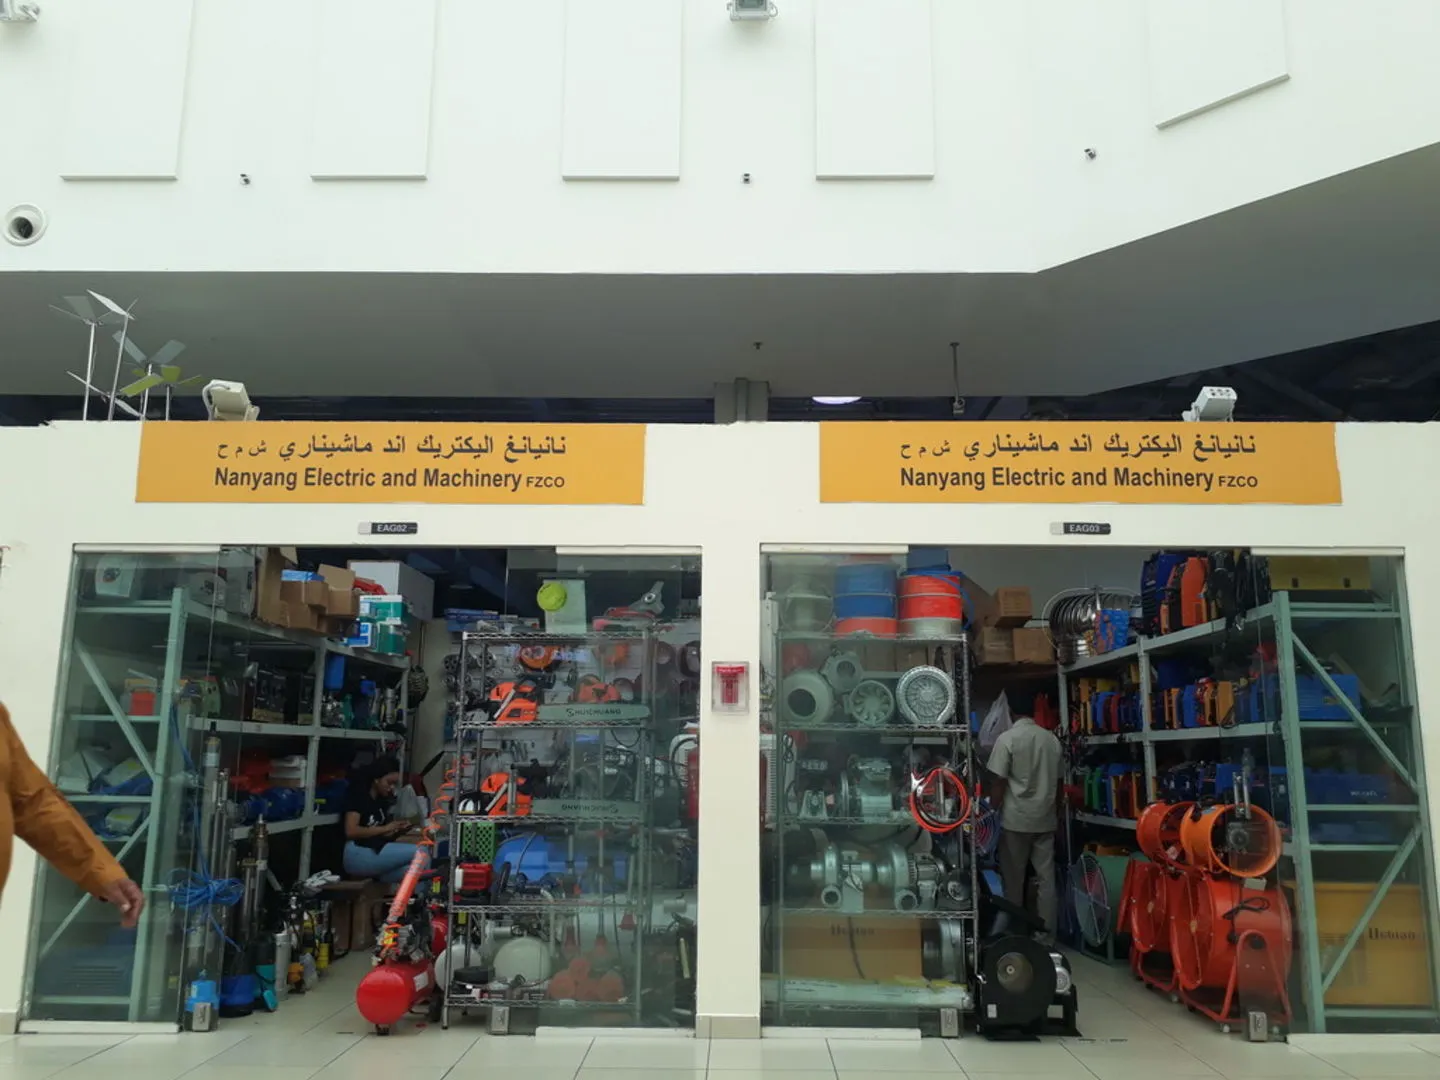 نانيانغ اليكتريك اند ماشيناري ش م ح
Nanyang Electric and Machinery FZCO
نانيانغ اليكتريك اند ماشيناري ش م ح
Nanyang Electric and Machinery FZCO
EAG02
EAG03
SHUICHUANG